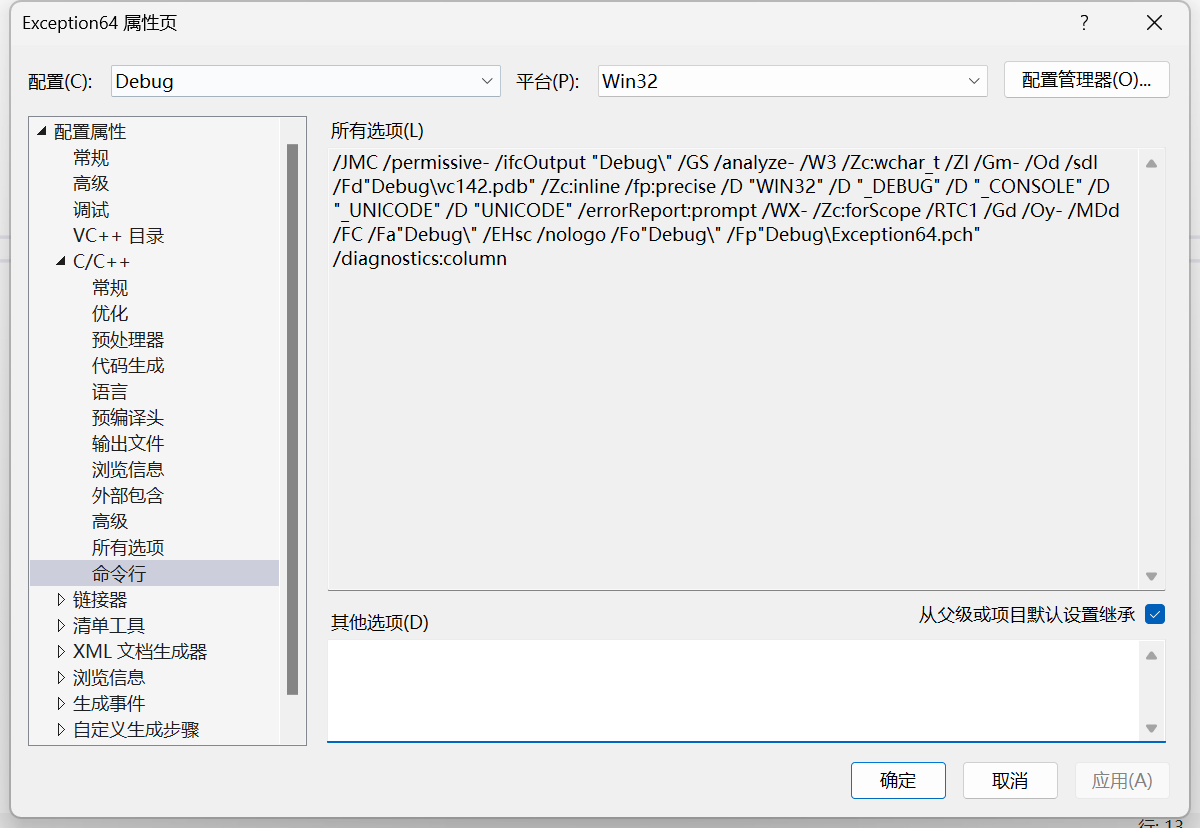 Exception64 属性页
?
配置(C):
Debug
平台(P):
Win32
配置管理器(O)...
配置属性
常规
高级
调试
VC++ 目录
C/C++
常规
优化
预处理器
代码生成
语言
预编译头
输出文件
浏览信息
外部包含
高级
所有选项
命令行
链接器
清单工具
XML 文档生成器
浏览信息
生成事件
自定义生成步骤
所有选项(L)
/JMC /permissive- /ifcOutput "Debug\" /GS /analyze- /W3 /Zc:wchar_t /ZI /Gm- /Od /sdl
/Fd"Debug\vc142.pdb" /Zc:inline /fp:precise /D "WIN32" /D "_DEBUG" /D "_CONSOLE" /D
"_UNICODE" /D "UNICODE" /errorReport:prompt /WX- /Zc:forScope /RTC1 /Gd /Oy- /MDd
/FC /Fa"Debug\" /EHsc /nologo /Fo"Debug\" /Fp"Debug\Exception64.pch"
/diagnostics:column
从父级或项目默认设置继承
其他选项(D)
确定
取消
应用(A)
行: 13